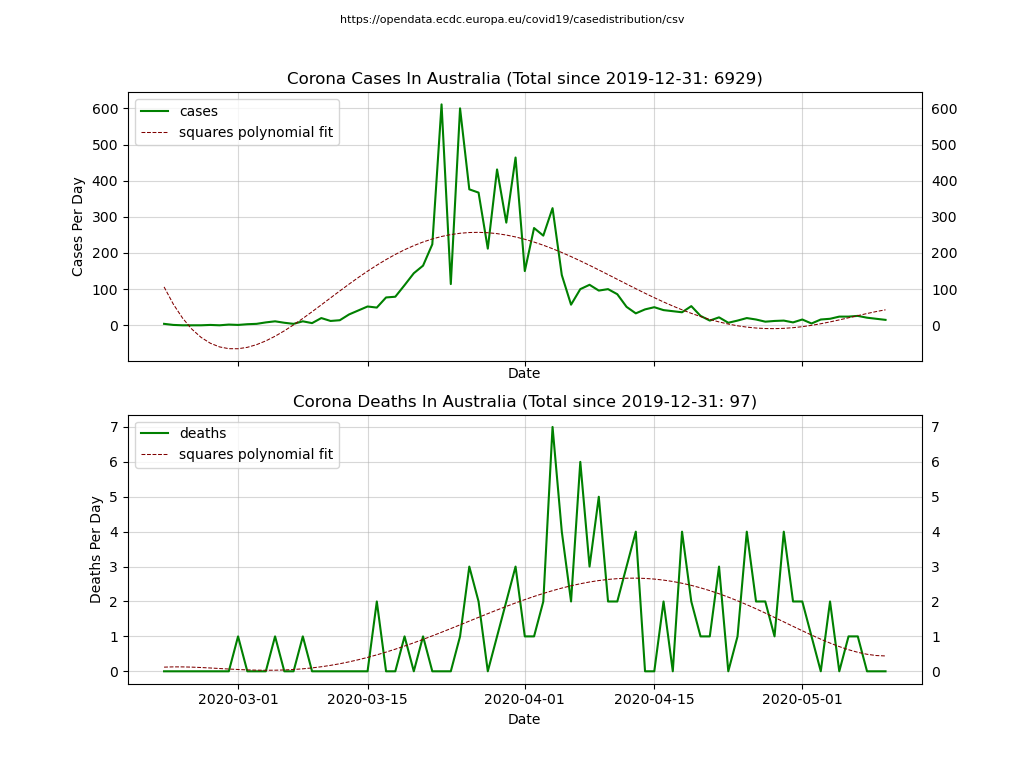 https://opendata.ecdc.europa.eu/covid19/casedistribution/csv
Corona Cases In Australia (Total since 2019-12-31: 6929)
cases
squares polynomial fit
Cases Per Day
600 600
500 500
400 400
300 300
200 200
100 100
0 0
Date
Corona Deaths In Australia (Total since 2019-12-31: 97)
deaths
squares polynomial fit
Deaths Per Day
7 7
6 6
5 5
4 4
3 3
2 2
1 1
0 0
2020-03-01 2020-03-15 2020-04-01 2020-04-15 2020-05-01
Date